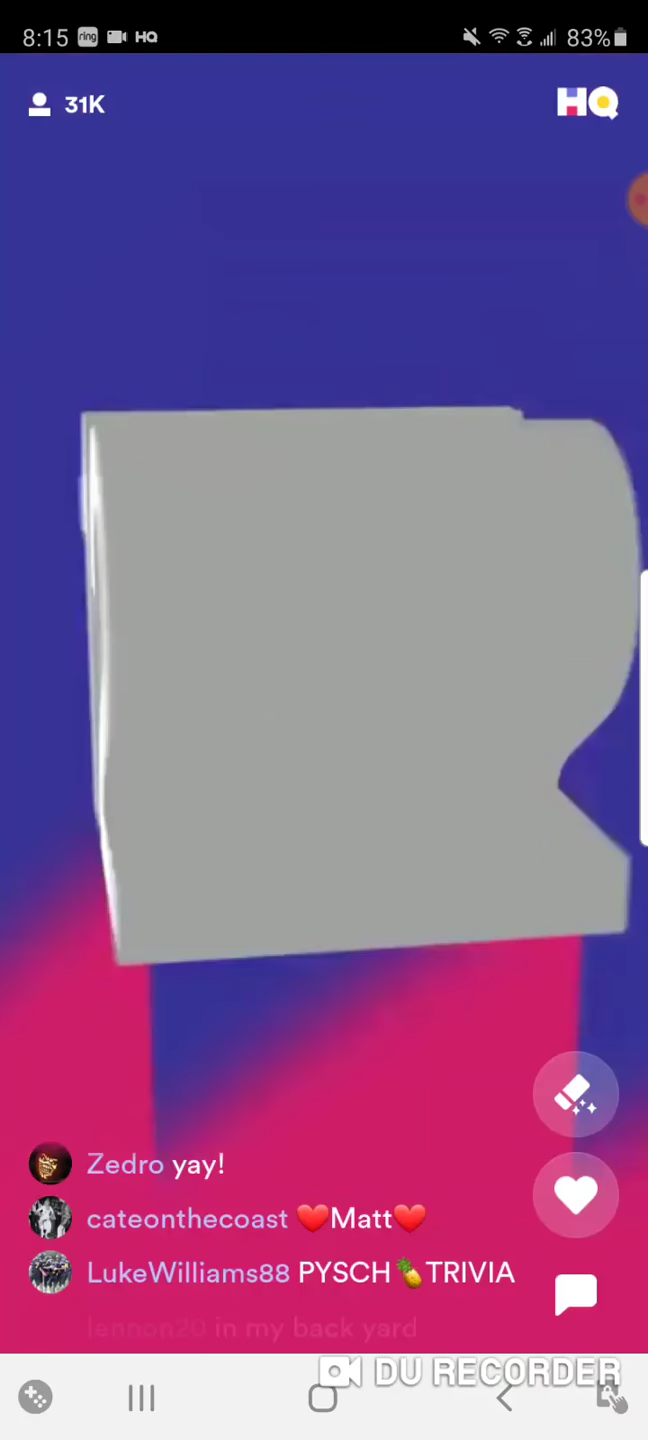 8:15 ring HQ 83%
31K HQ
Zedro yay!
cateonthecoast ❤️Matt❤️
LukeWilliams88 PYSCH🍍TRIVIA
lennon20 in my back yard
DU RECORDER